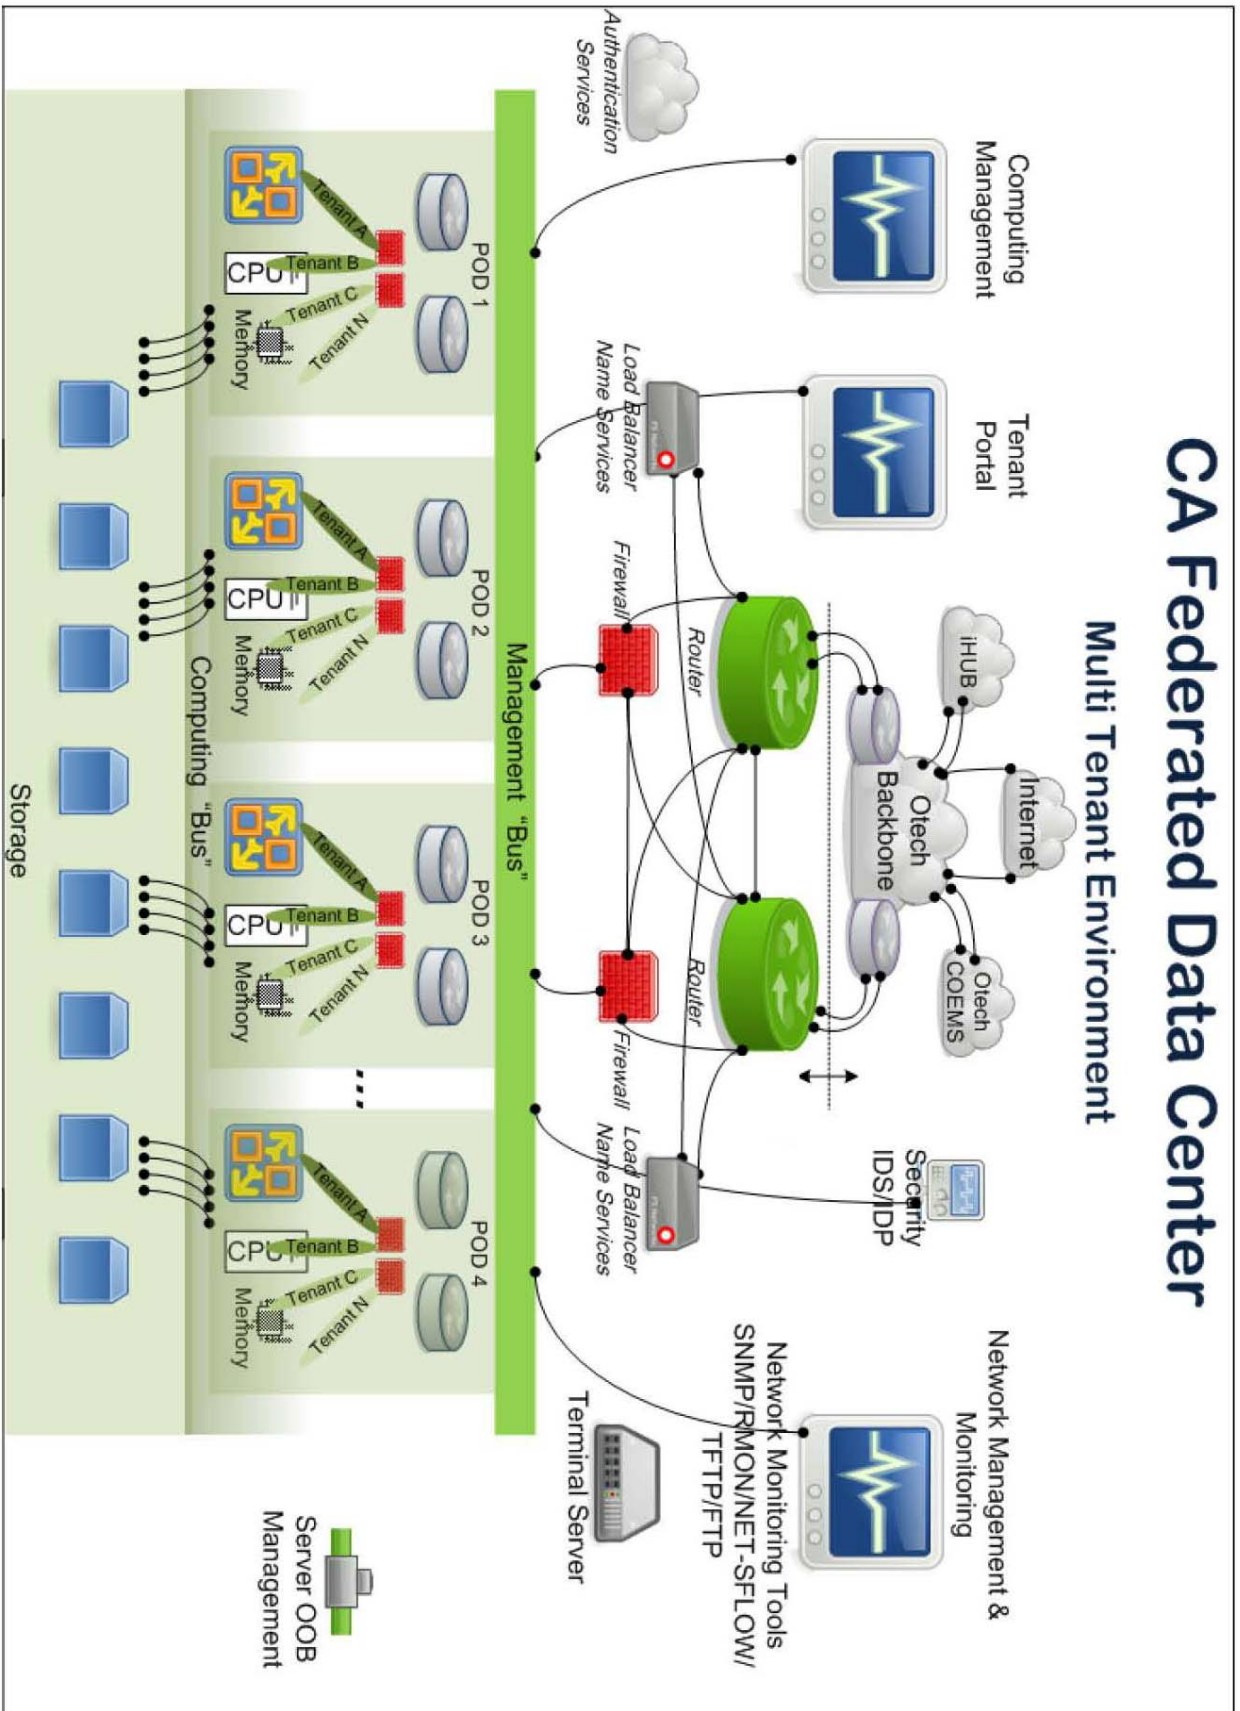 CA Federated Data Center
Multi Tenant Environment
Computing
Management
Tenant
Portal
iHUB
Internet
Otech
COEMS
Otech
Backbone
Security
IDS/IDP
Network Management &
Monitoring
Network Monitoring Tools
SNMP/RMON/NET-SFLOW/
TFTP/FTP
Authentication
Services
Load Balancer
Name Services
Router
Router
Firewall
Firewall
Load Balancer
Name Services
Terminal Server
Management “Bus”
POD 1
Tenant A
Tenant B
Tenant C
Tenant N
CPU
Memory
POD 2
Tenant A
Tenant B
Tenant C
Tenant N
CPU
Memory
POD 3
Tenant A
Tenant B
Tenant C
Tenant N
CPU
Memory
...
POD 4
Tenant A
Tenant B
Tenant C
Tenant N
CPU
Memory
Server OOB
Management
Computing “Bus”
Storage